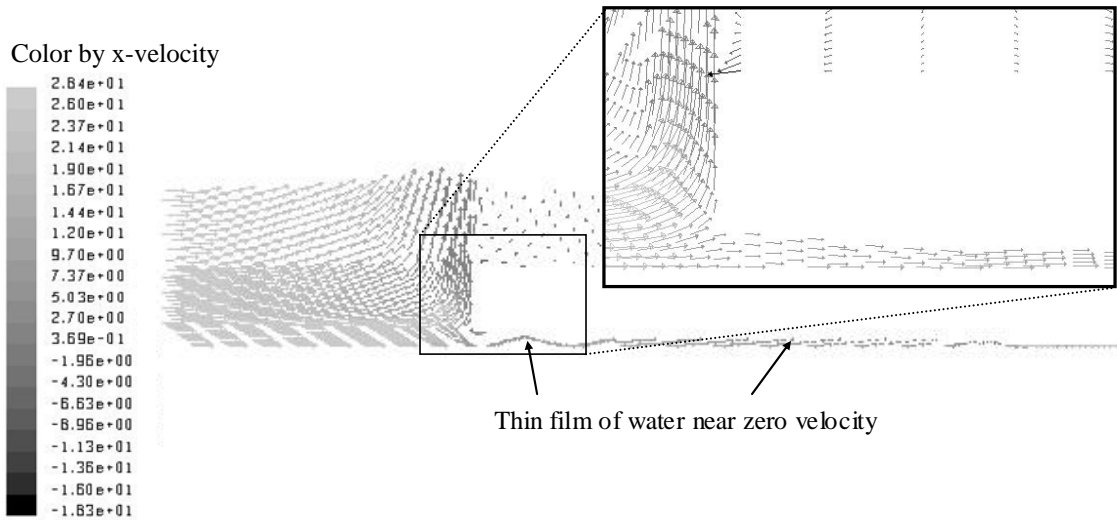 Color by x-velocity
2.84e+01
2.60e+01
2.37e+01
2.14e+01
1.90e+01
1.67e+01
1.44e+01
1.20e+01
9.70e+00
7.37e+00
5.03e+00
2.70e+00
3.69e-01
-1.96e+00
-4.30e+00
-6.63e+00
-8.96e+00
-1.13e+01
-1.36e+01
-1.60e+01
-1.83e+01
Thin film of water near zero velocity